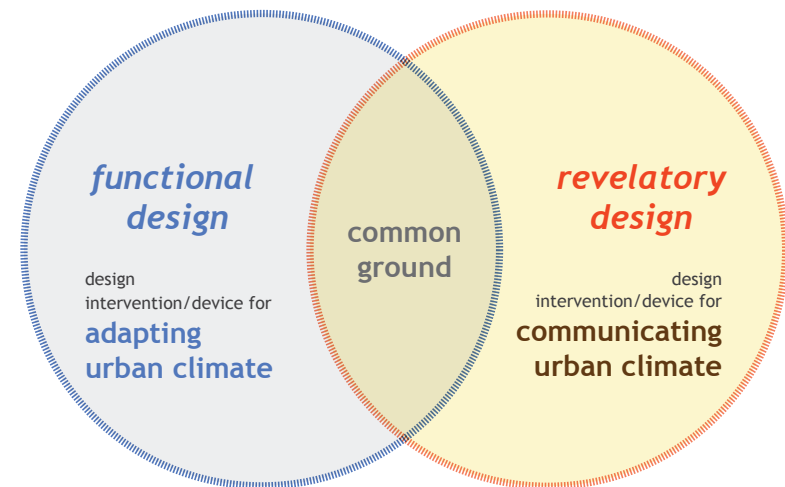 functional
design
design
intervention/device for
adapting
urban climate
common
ground
revelatory
design
design
intervention/device for
communicating
urban climate